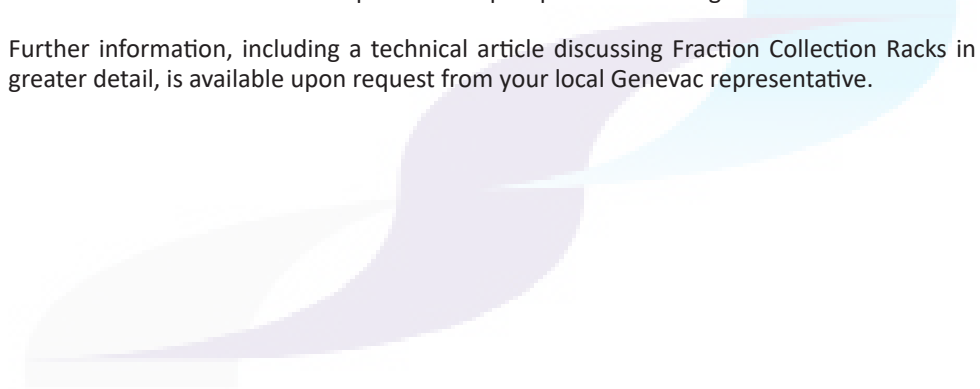 Further information, including a technical article discussing Fraction Collection Racks in
greater detail, is available upon request from your local Genevac representative.